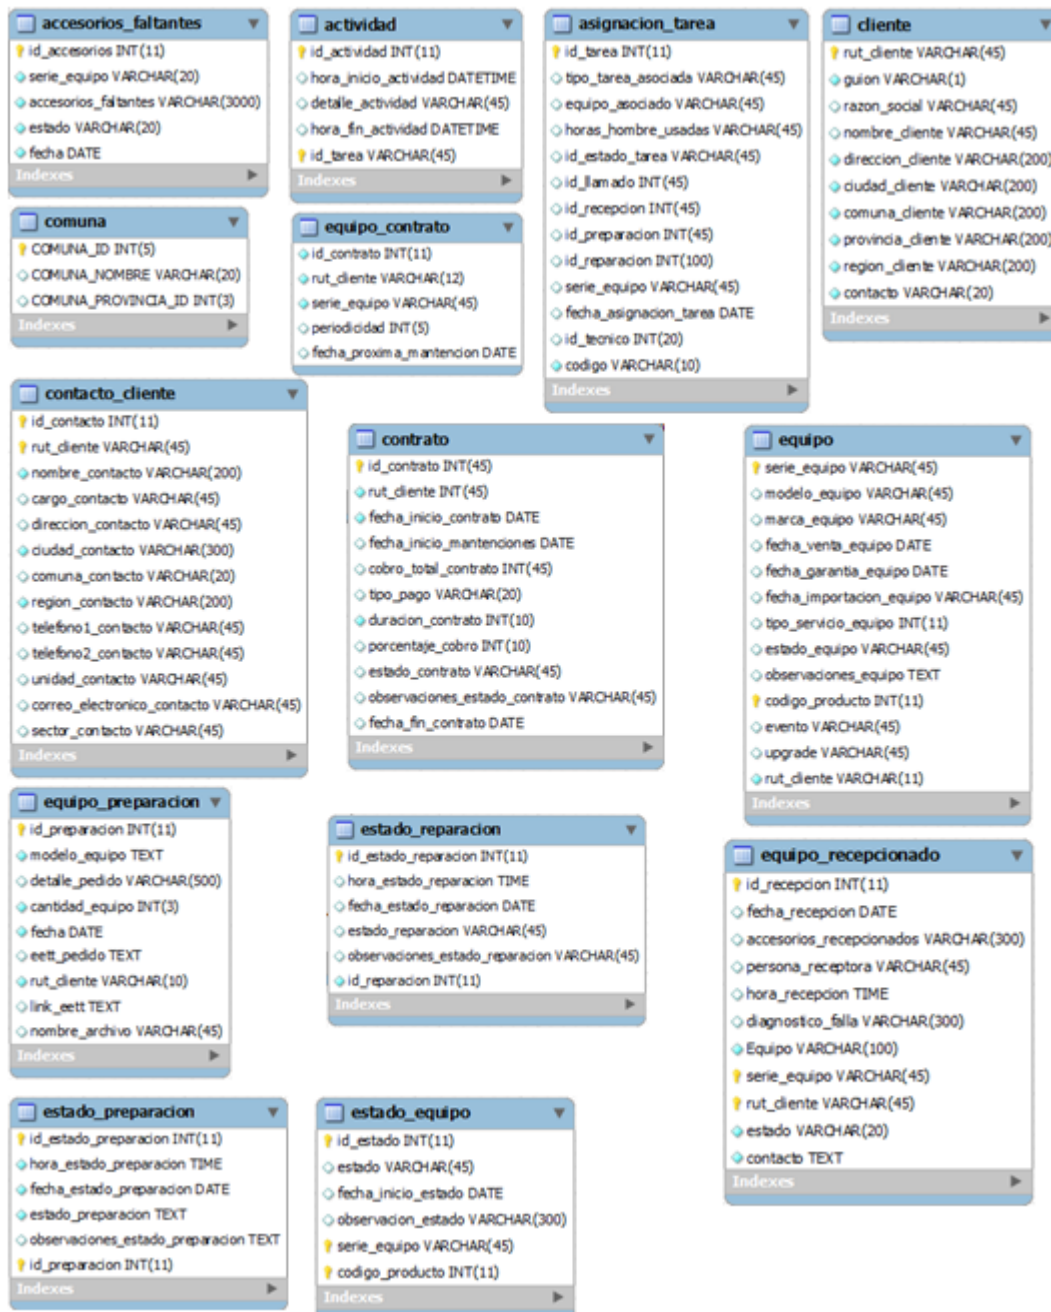 accesorios_faltantes
id_accesorios INT(11)
serie_equipo VARCHAR(20)
accesorios_faltantes VARCHAR(3000)
estado VARCHAR(20)
fecha DATE
Indexes
actividad
id_actividad INT(11)
hora_inicio_actividad DATETIME
detalle_actividad VARCHAR(45)
hora_fin_actividad DATETIME
id_tarea VARCHAR(45)
Indexes
asignacion_tarea
id_tarea INT(11)
tipo_tarea_asociada VARCHAR(45)
equipo_asociado VARCHAR(45)
horas_hombre_usadas VARCHAR(45)
id_estado_tarea VARCHAR(45)
id_llamado INT(45)
id_recepcion INT(45)
id_preparacion INT(45)
id_reparacion INT(100)
serie_equipo VARCHAR(45)
fecha_asignacion_tarea DATE
id_tecnico INT(20)
codigo VARCHAR(10)
Indexes
cliente
rut_cliente VARCHAR(45)
guion VARCHAR(1)
razon_social VARCHAR(45)
nombre_cliente VARCHAR(45)
direccion_cliente VARCHAR(200)
ciudad_cliente VARCHAR(200)
comuna_cliente VARCHAR(200)
provincia_cliente VARCHAR(200)
region_cliente VARCHAR(200)
contacto VARCHAR(20)
Indexes
comuna
COMUNA_ID INT(5)
COMUNA_NOMBRE VARCHAR(20)
COMUNA_PROVINCIA_ID INT(3)
Indexes
equipo_contrato
id_contrato INT(11)
rut_cliente VARCHAR(12)
serie_equipo VARCHAR(45)
periodicidad INT(5)
fecha_proxima_mantencion DATE
contacto_cliente
id_contacto INT(11)
rut_cliente VARCHAR(45)
nombre_contacto VARCHAR(200)
cargo_contacto VARCHAR(45)
direccion_contacto VARCHAR(45)
ciudad_contacto VARCHAR(300)
comuna_contacto VARCHAR(20)
region_contacto VARCHAR(200)
telefono1_contacto VARCHAR(45)
telefono2_contacto VARCHAR(45)
unidad_contacto VARCHAR(45)
correo_electronico_contacto VARCHAR(45)
sector_contacto VARCHAR(45)
Indexes
contrato
id_contrato INT(45)
rut_cliente INT(45)
fecha_inicio_contrato DATE
fecha_inicio_mantenciones DATE
cobro_total_contrato INT(45)
tipo_pago VARCHAR(20)
duracion_contrato INT(10)
porcentaje_cobro INT(10)
estado_contrato VARCHAR(45)
observaciones_estado_contrato VARCHAR(45)
fecha_fin_contrato DATE
Indexes
equipo
serie_equipo VARCHAR(45)
modelo_equipo VARCHAR(45)
marca_equipo VARCHAR(45)
fecha_venta_equipo DATE
fecha_garantia_equipo DATE
fecha_importacion_equipo VARCHAR(45)
tipo_servicio_equipo INT(11)
estado_equipo VARCHAR(45)
observaciones_equipo TEXT
codigo_producto INT(11)
evento VARCHAR(45)
upgrade VARCHAR(45)
rut_cliente VARCHAR(11)
Indexes
equipo_preparacion
id_preparacion INT(11)
modelo_equipo TEXT
detalle_pedido VARCHAR(500)
cantidad_equipo INT(3)
fecha DATE
eett_pedido TEXT
rut_cliente VARCHAR(10)
link_eett TEXT
nombre_archivo VARCHAR(45)
Indexes
estado_reparacion
id_estado_reparacion INT(11)
hora_estado_reparacion TIME
fecha_estado_reparacion DATE
estado_reparacion VARCHAR(45)
observaciones_estado_reparacion VARCHAR(45)
id_reparacion INT(11)
Indexes
equipo_recepcionado
id_recepcion INT(11)
fecha_recepcion DATE
accesorios_recepcionados VARCHAR(300)
persona_receptora VARCHAR(45)
hora_recepcion TIME
diagnostico_falla VARCHAR(300)
Equipo VARCHAR(100)
serie_equipo VARCHAR(45)
rut_cliente VARCHAR(45)
estado VARCHAR(20)
contacto TEXT
Indexes
estado_preparacion
id_estado_preparacion INT(11)
hora_estado_preparacion TIME
fecha_estado_preparacion DATE
estado_preparacion TEXT
observaciones_estado_preparacion TEXT
id_preparacion INT(11)
Indexes
estado_equipo
id_estado INT(11)
estado VARCHAR(45)
fecha_inicio_estado DATE
observacion_estado VARCHAR(300)
serie_equipo VARCHAR(45)
codigo_producto INT(11)
Indexes